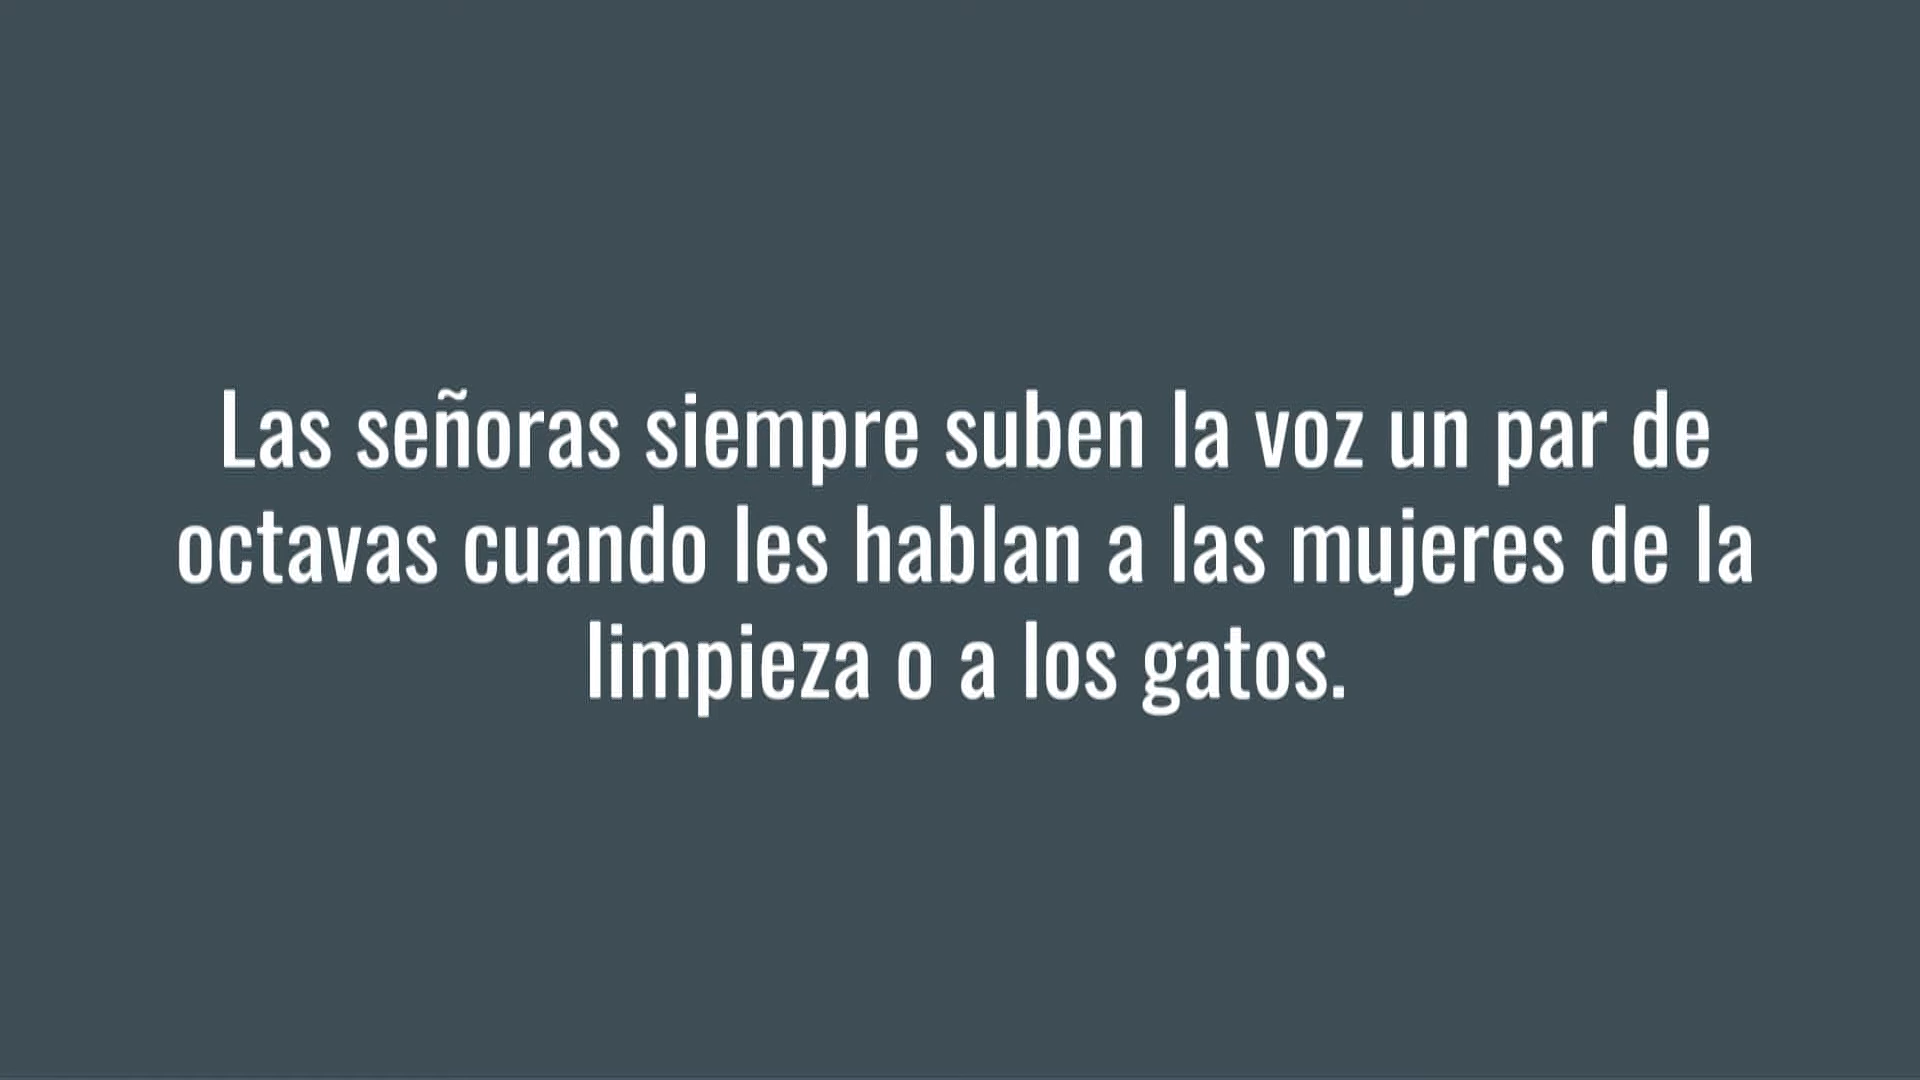 Las señoras siempre suben la voz un par de
octavas cuando les hablan a las mujeres de la
limpieza o a los gatos.